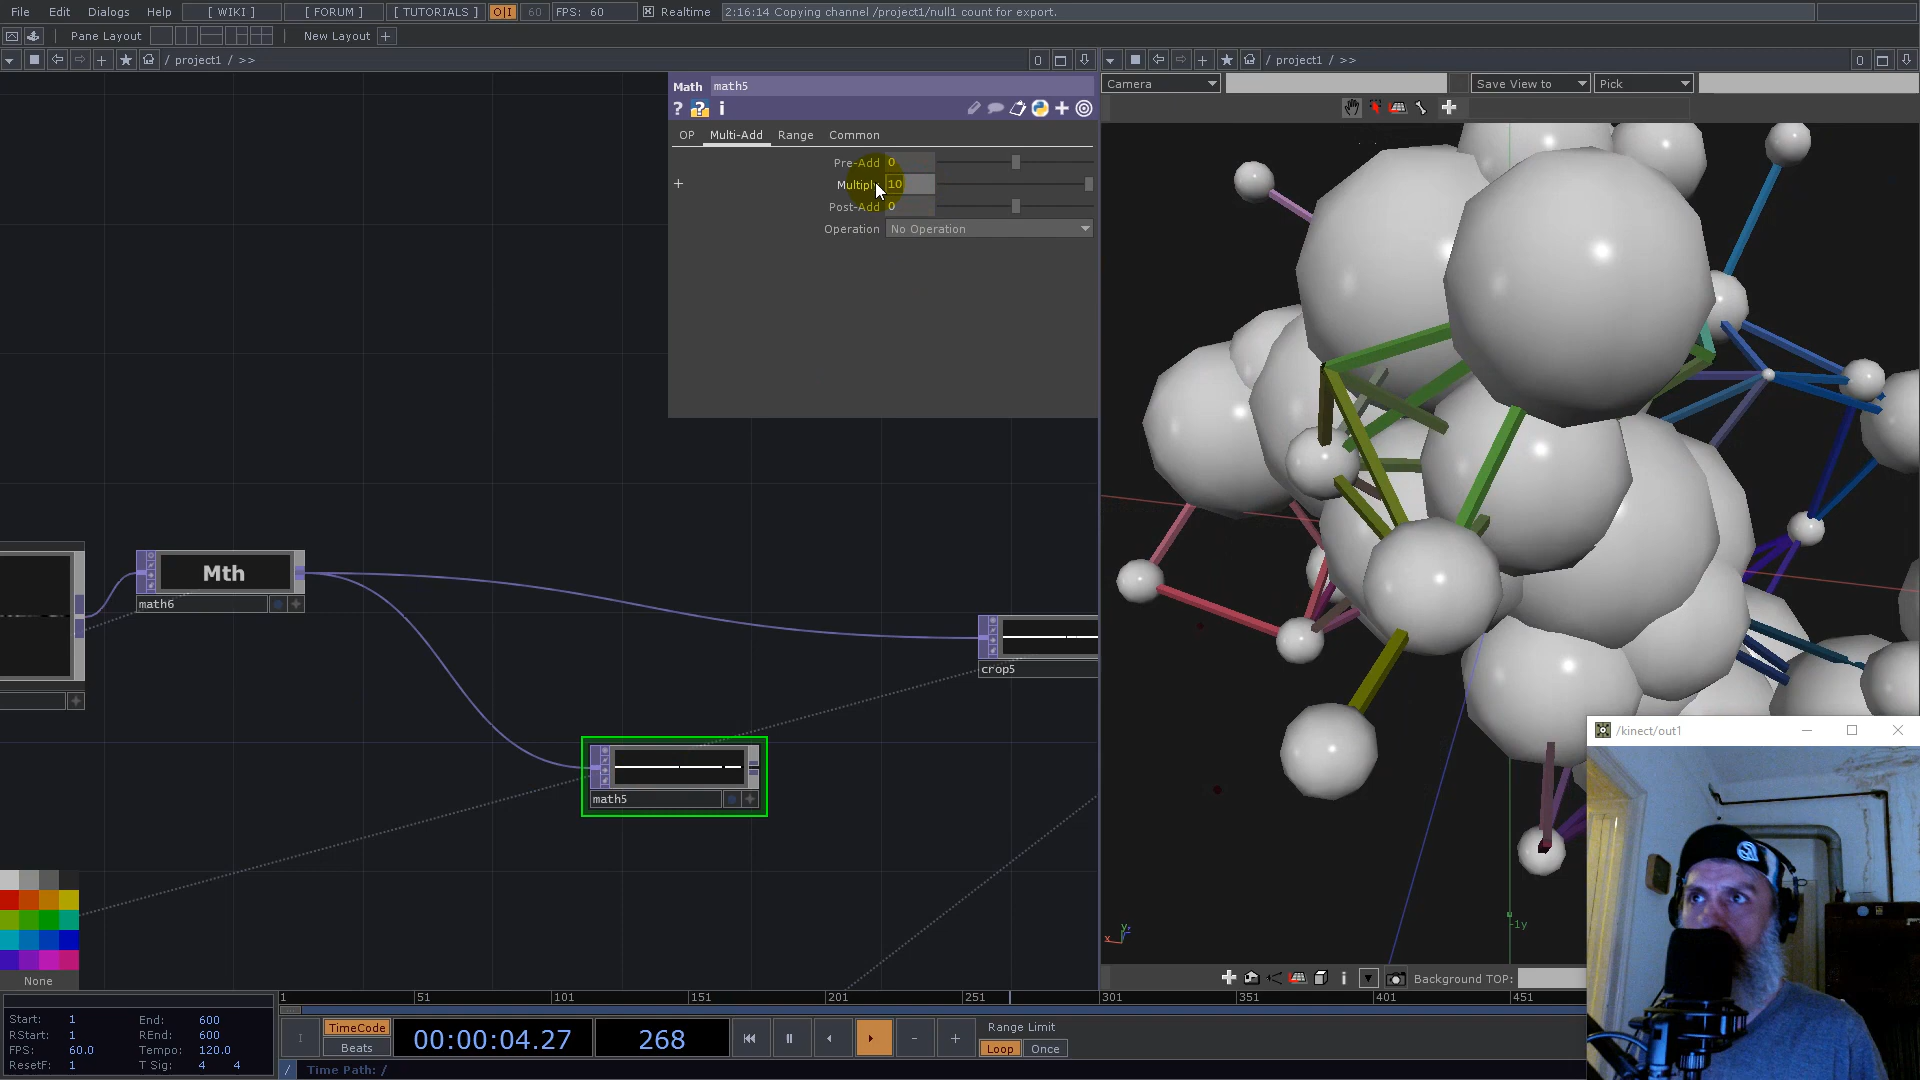 File Edit Dialogs Help [ WIKI ] [ FORUM ] [ TUTORIALS ] O|I 60 FPS: 60 Realtime 2:16:14 Copying channel /project1/null1 count for export.
Pane Layout New Layout +
/ project1 / >> 0 / project1 / >> 0
Camera Save View to Pick
Math math5
? ? i
OP Multi-Add Range Common
Pre-Add 0
+ Multiply 10
Post-Add 0
Operation No Operation
Mth
math6
crop5
math5
/kinect/out1
-1y
y
x
None
i Background TOP:
1 51 101 151 201 251 301 351 401 451
Start: 1 End: 600
RStart: 1 REnd: 600
FPS: 60.0 Tempo: 120.0
ResetF: 1 T Sig: 4 4
TimeCode
Beats
00:00:04.27 268
Range Limit
Loop Once
/ Time Path: /